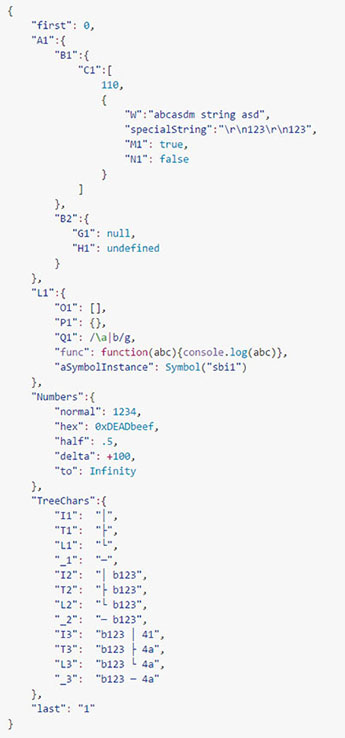 {
    "first": 0,
    "A1":{
        "B1":{
            "C1":[
                110,
                {
                    "W":"abcasdm string asd",
                    "specialString":"\r\n123\r\n123",
                    "M1": true,
                    "N1": false
                }
            ]
        },
        "B2":{
            "G1": null,
            "H1": undefined
        }
    },
    "L1":{
        "O1": [],
        "P1": {},
        "Q1": /\a|b/g,
        "func": function(abc){console.log(abc)},
        "aSymbolInstance": Symbol("sbi1")
    },
    "Numbers":{
        "normal": 1234,
        "hex": 0xDEADbeef,
        "half": .5,
        "delta": +100,
        "to": Infinity
    },
    "TreeChars":{
        "I1":  "│",
        "T1":  "├",
        "L1":  "└",
        "_1":  "─",
        "I2":  "│ b123",
        "T2":  "├ b123",
        "L2":  "└ b123",
        "_2":  "─ b123",
        "I3":  "b123 │ 41",
        "T3":  "b123 ├ 4a",
        "L3":  "b123 └ 4a",
        "_3":  "b123 ─ 4a"
    },
    "last": "1"
}